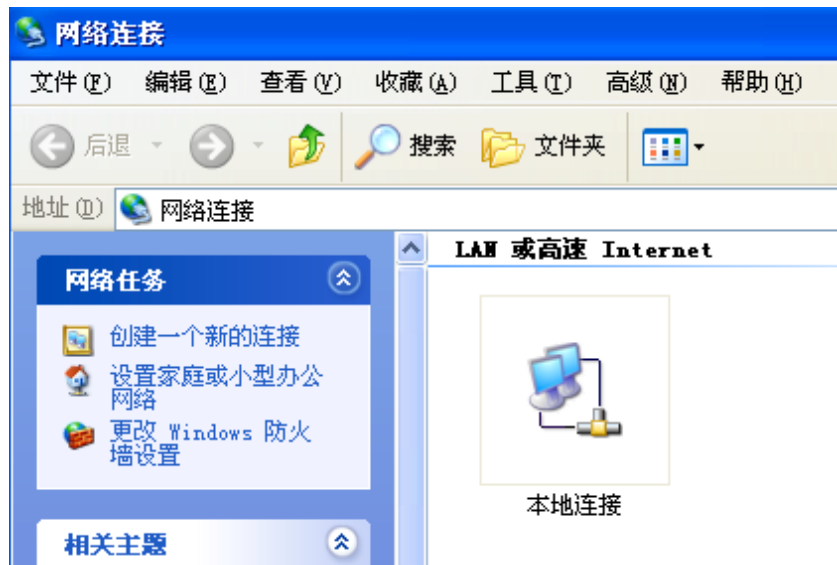 网络连接
文件(F) 编辑(E) 查看(V) 收藏(A) 工具(T) 高级(N) 帮助(H)
后退 搜索 文件夹
地址(D) 网络连接
网络任务
创建一个新的连接
设置家庭或小型办公
网络
更改 Windows 防火
墙设置
相关主题
LAN 或高速 Internet
本地连接